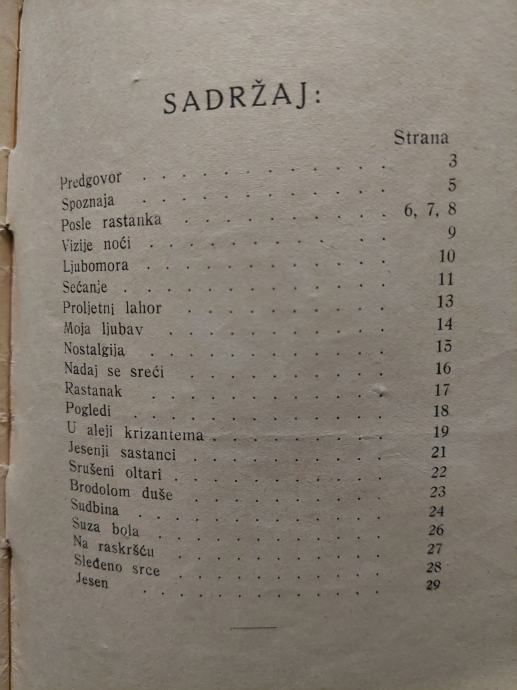 SADRŽAJ:
Strana
Predgovor . . . . . . . . . . . 3
Spoznaja . . . . . . . . . . . 5
Posle rastanka . . . . . . . . . 6, 7, 8
Vizije noći . . . . . . . . . . . 9
Ljubomora . . . . . . . . . . . 10
Sećanje . . . . . . . . . . . . 11
Proljetni lahor . . . . . . . . . 13
Moja ljubav . . . . . . . . . . 14
Nostalgija . . . . . . . . . . . 15
Nadaj se sreći . . . . . . . . . 16
Rastanak . . . . . . . . . . . 17
Pogledi . . . . . . . . . . . . 18
U aleji krizantema . . . . . . . . 19
Jesenji sastanci . . . . . . . . . 21
Srušeni oltari . . . . . . . . . . 22
Brodolom duše . . . . . . . . . 23
Sudbina . . . . . . . . . . . . 24
Suza bola . . . . . . . . . . . 26
Na raskršću . . . . . . . . . . 27
Sleđeno srce . . . . . . . . . . 28
Jesen . . . . . . . . . . . . 29